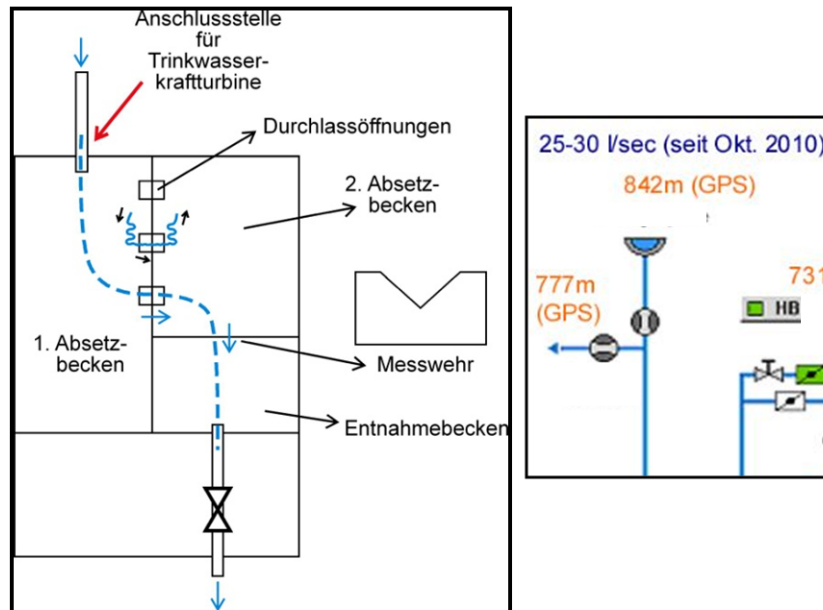 Anschlussstelle
für
Trinkwasser-
kraftturbine
Durchlassöffnungen
2. Absetz-
becken
1. Absetz-
becken
Messwehr
Entnahmebecken
25-30 l/sec (seit Okt. 2010)
842m (GPS)
777m
(GPS)
731
HB